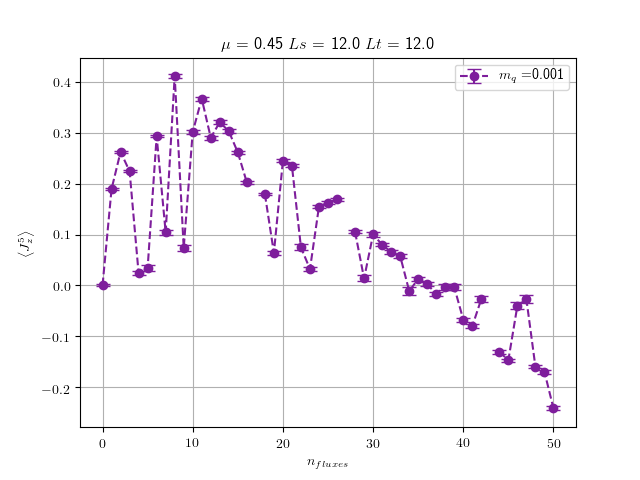 μ = 0.45 Ls = 12.0 Lt = 12.0
m_q =0.001
⟨J_z^5⟩
0.4
0.3
0.2
0.1
0.0
−0.1
−0.2
0 10 20 30 40 50
n_fluxes